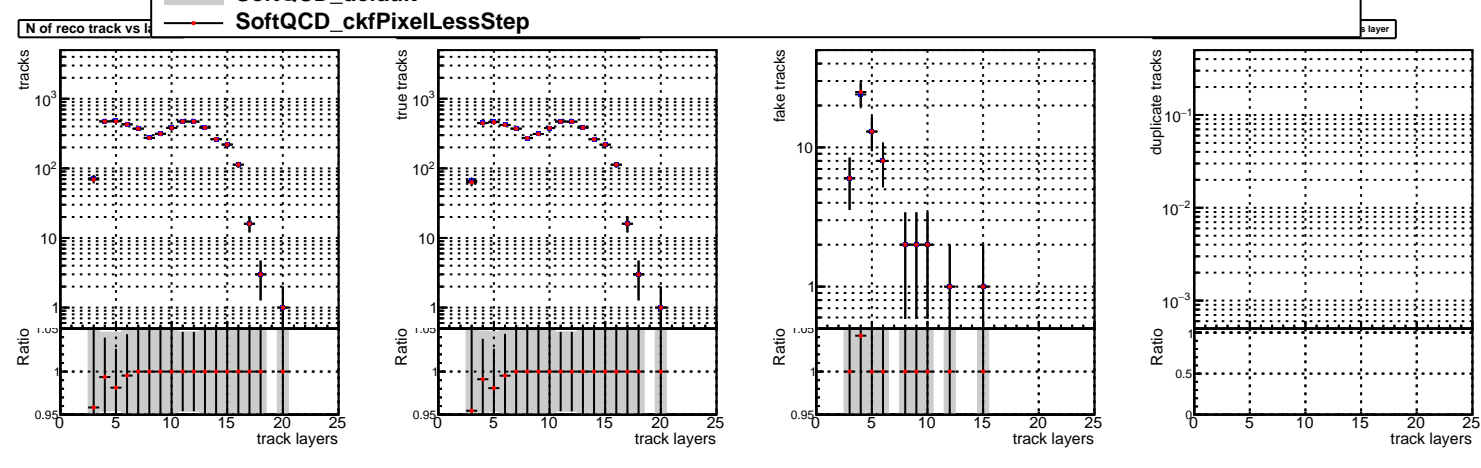 SoftQCD_default
SoftQCD_ckfPixelLessStep
N of reco track vs la
s layer
tracks
10³
10²
10
1
Ratio
1.05
1
0.95
0 5 10 15 20 25
track layers
true tracks
10³
10²
10
1
Ratio
1.05
1
0.95
0 5 10 15 20 25
track layers
fake tracks
10
1
Ratio
1.05
1
0.95
0 5 10 15 20 25
track layers
duplicate tracks
10⁻¹
10⁻²
10⁻³
Ratio
1
0.5
0
0 5 10 15 20 25
track layers